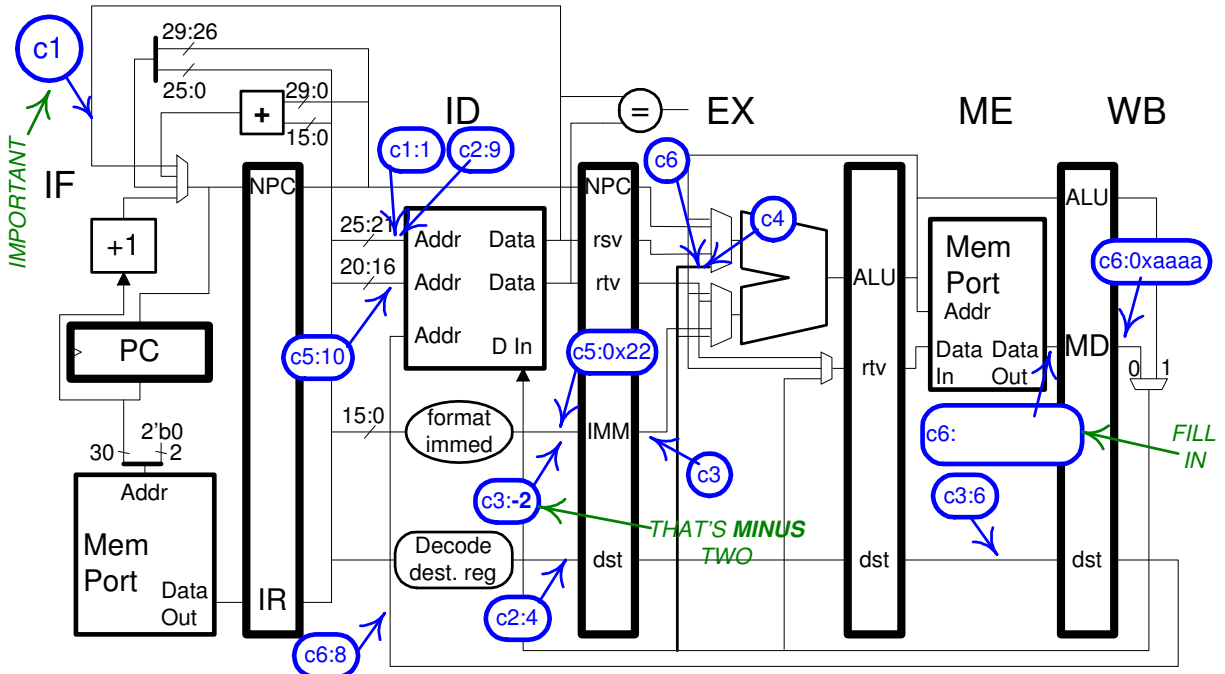 c1
29:26
25:0
29:0
15:0
+
=
IMPORTANT
IF
ID
EX
ME
WB
c1:1
c2:9
c6
c4
NPC
NPC
ALU
+1
25:21
Addr
Data
rsv
20:16
Addr
Data
rtv
Addr
D In
ALU
Mem
Port
Addr
Data
In
Data
Out
c6:0xaaaa
MD
0
1
PC
c5:10
c5:0x22
rtv
15:0
format
immed
IMM
c6:
FILL
IN
30
2'b0
2
c3
c3:-2
THAT'S MINUS
TWO
c3:6
Addr
Mem
Port
Data
Out
IR
Decode
dest. reg
dst
dst
dst
c2:4
c6:8